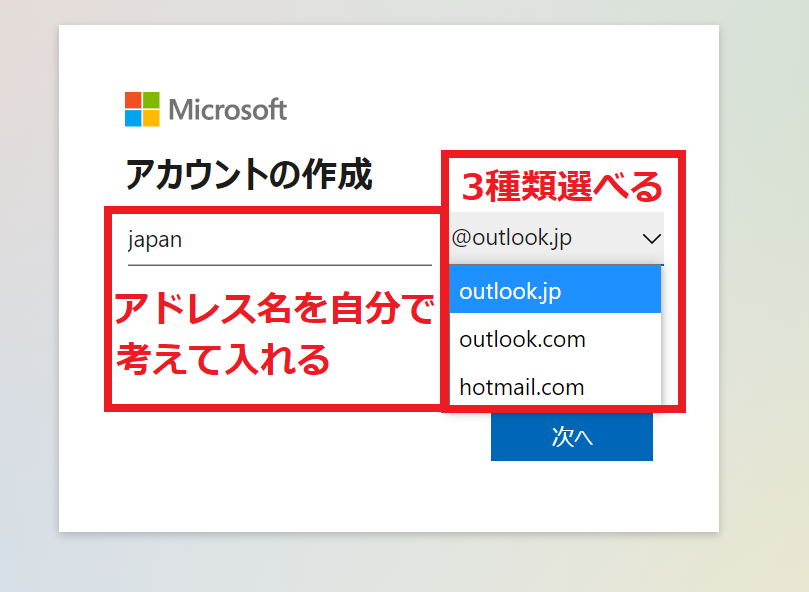 Microsoft
アカウントの作成
3種類選べる
japan
@outlook.jp
アドレス名を自分で
考えて入れる
outlook.jp
outlook.com
hotmail.com
次へ